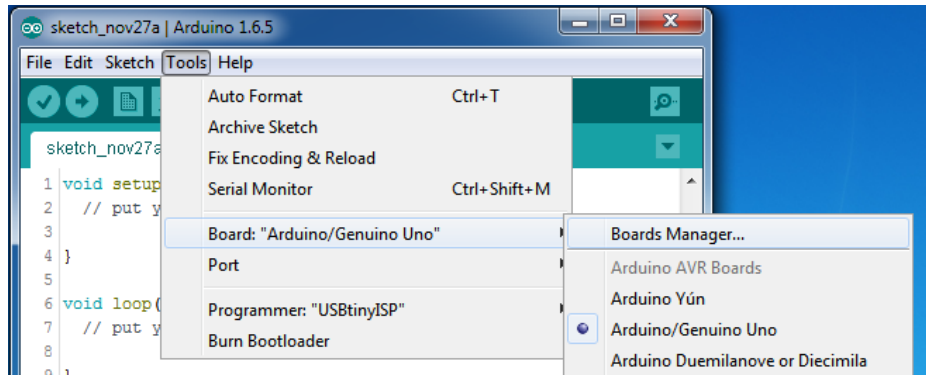 sketch_nov27a | Arduino 1.6.5
File Edit Sketch Tools Help
Auto Format Ctrl+T
Archive Sketch
Fix Encoding & Reload
Serial Monitor Ctrl+Shift+M
Board: "Arduino/Genuino Uno"
Port
Programmer: "USBtinyISP"
Burn Bootloader
Boards Manager...
Arduino AVR Boards
Arduino Yún
Arduino/Genuino Uno
Arduino Duemilanove or Diecimila
sketch_nov27a
1 void setup
2 // put y
3
4 }
5
6 void loop(
7 // put y
8
9 }